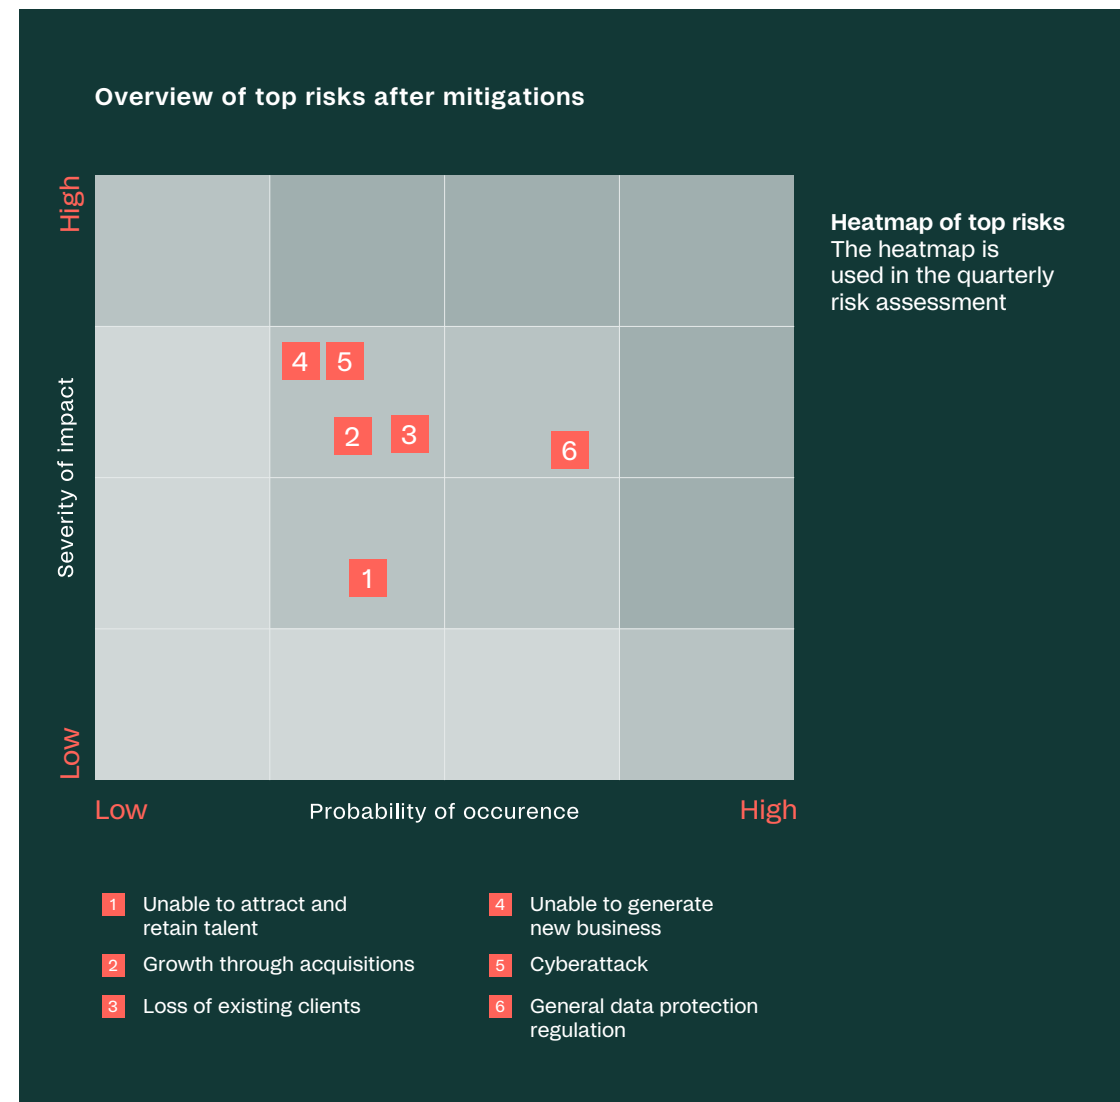 Overview of top risks after mitigations
High
Heatmap of top risks
The heatmap is
used in the quarterly
risk assessment
Severity of impact
4
5
2
3
6
1
Low
Low
Probability of occurence
High
1 Unable to attract and
retain talent
2 Growth through acquisitions
3 Loss of existing clients
4 Unable to generate
new business
5 Cyberattack
6 General data protection
regulation